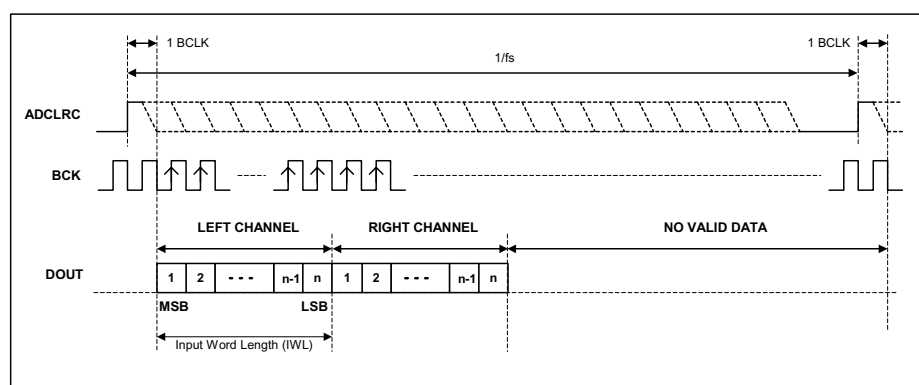 1 BCLK 1 BCLK
1/fs
ADCLRC
BCK
LEFT CHANNEL RIGHT CHANNEL NO VALID DATA
DOUT 1 2 n-1 n 1 2 n-1 n
MSB LSB
Input Word Length (IWL)